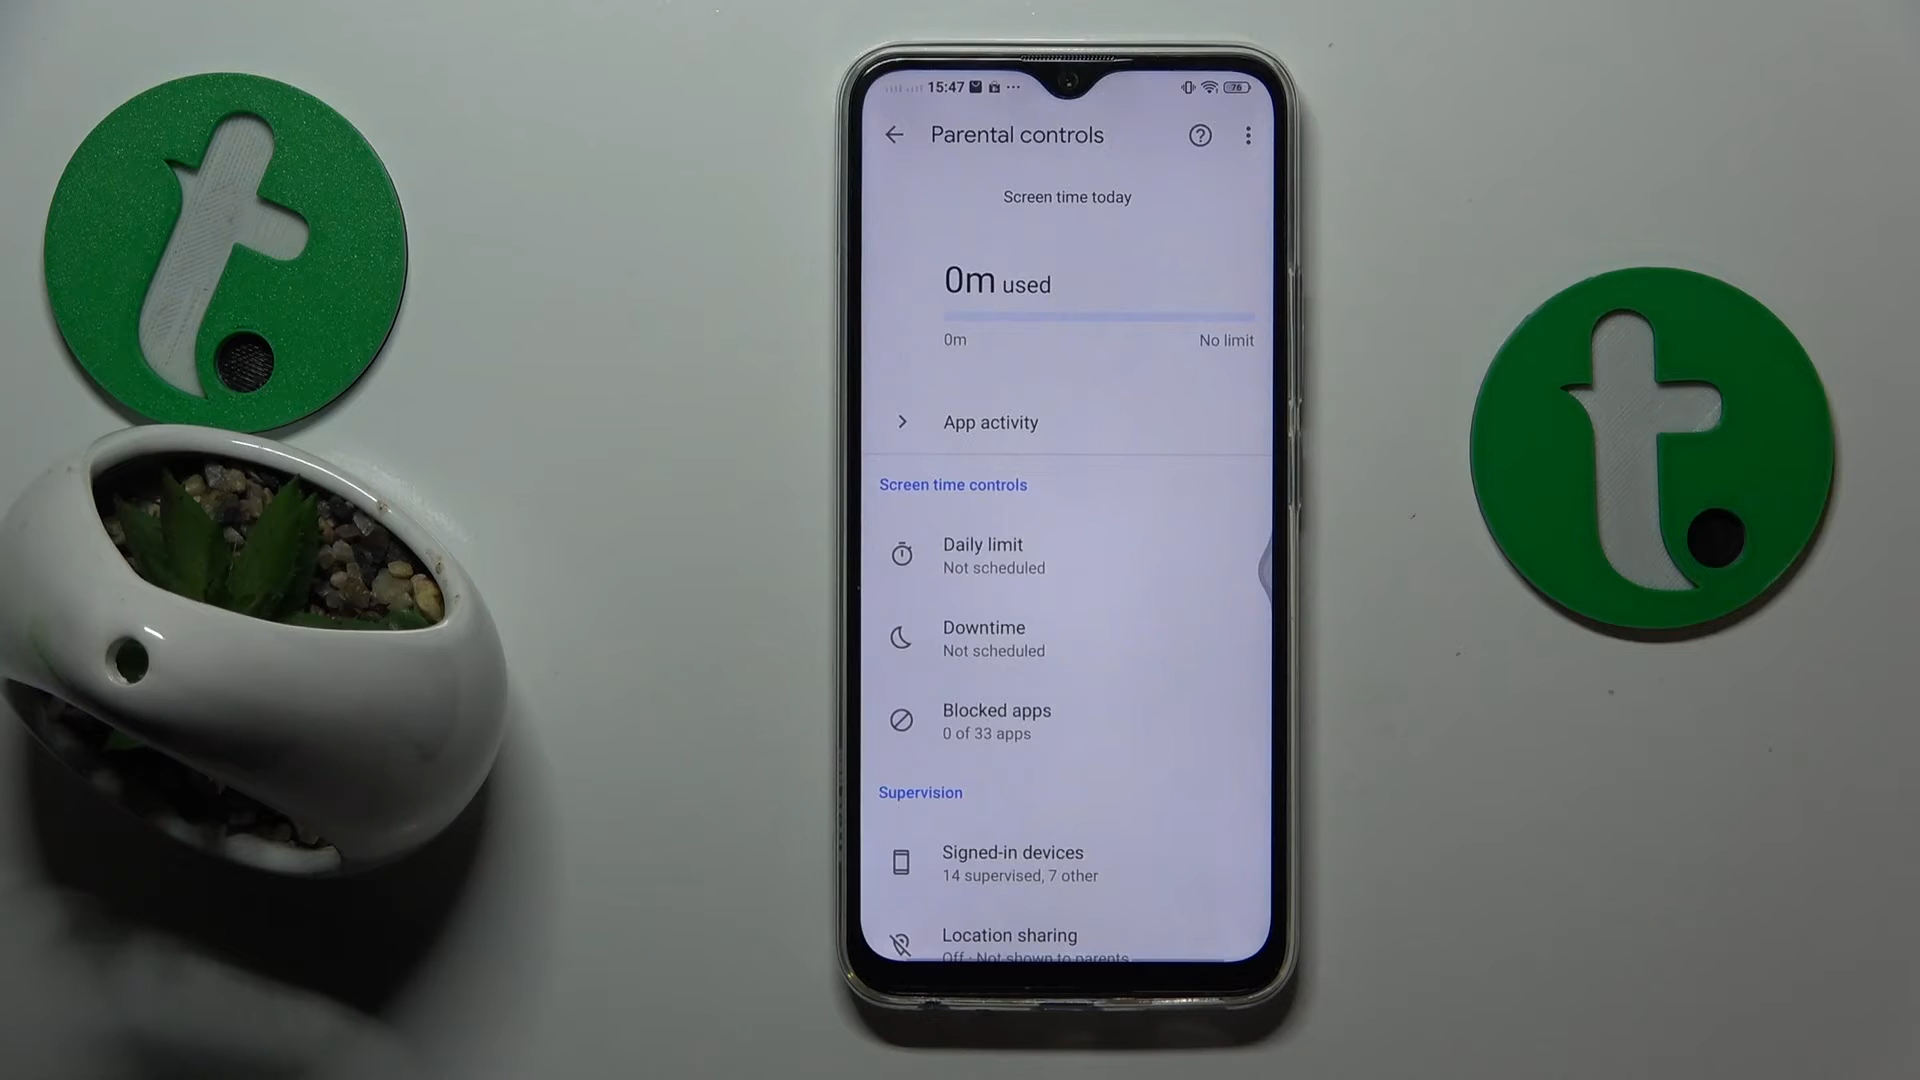 15:47
76
Parental controls
Screen time today
0m used
0m
No limit
App activity
Screen time controls
Daily limit
Not scheduled
Downtime
Not scheduled
Blocked apps
0 of 33 apps
Supervision
Signed-in devices
14 supervised, 7 other
Location sharing
Off · Not shown to parents
t.
t.